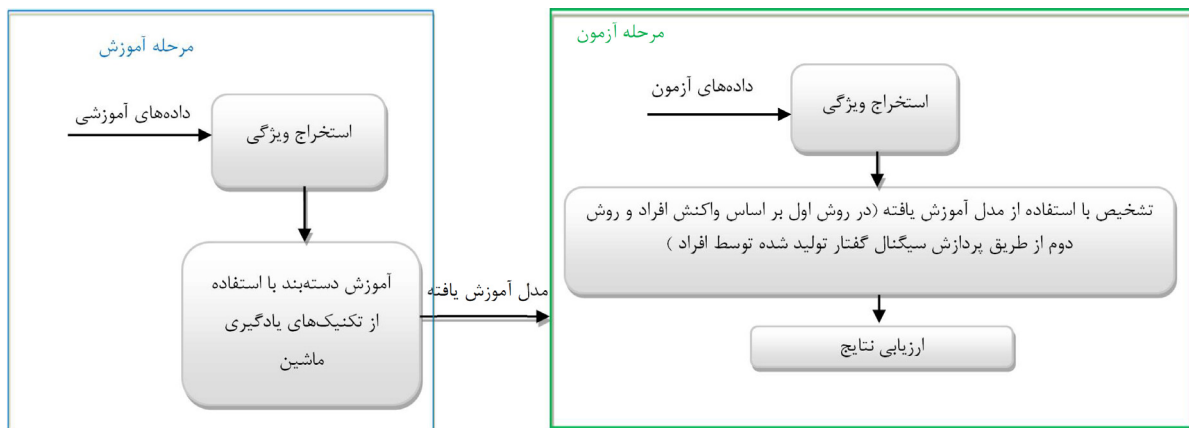 مرحله آموزش
داده‌های آموزشی
استخراج ویژگی
آموزش دسته‌بند با استفاده
از تکنیک‌های یادگیری
ماشین
مدل آموزش یافته
مرحله آزمون
داده‌های آزمون
استخراج ویژگی
تشخیص با استفاده از مدل آموزش یافته (در روش اول بر اساس واکنش افراد و روش
دوم از طریق پردازش سیگنال گفتار تولید شده توسط افراد )
ارزیابی نتایج